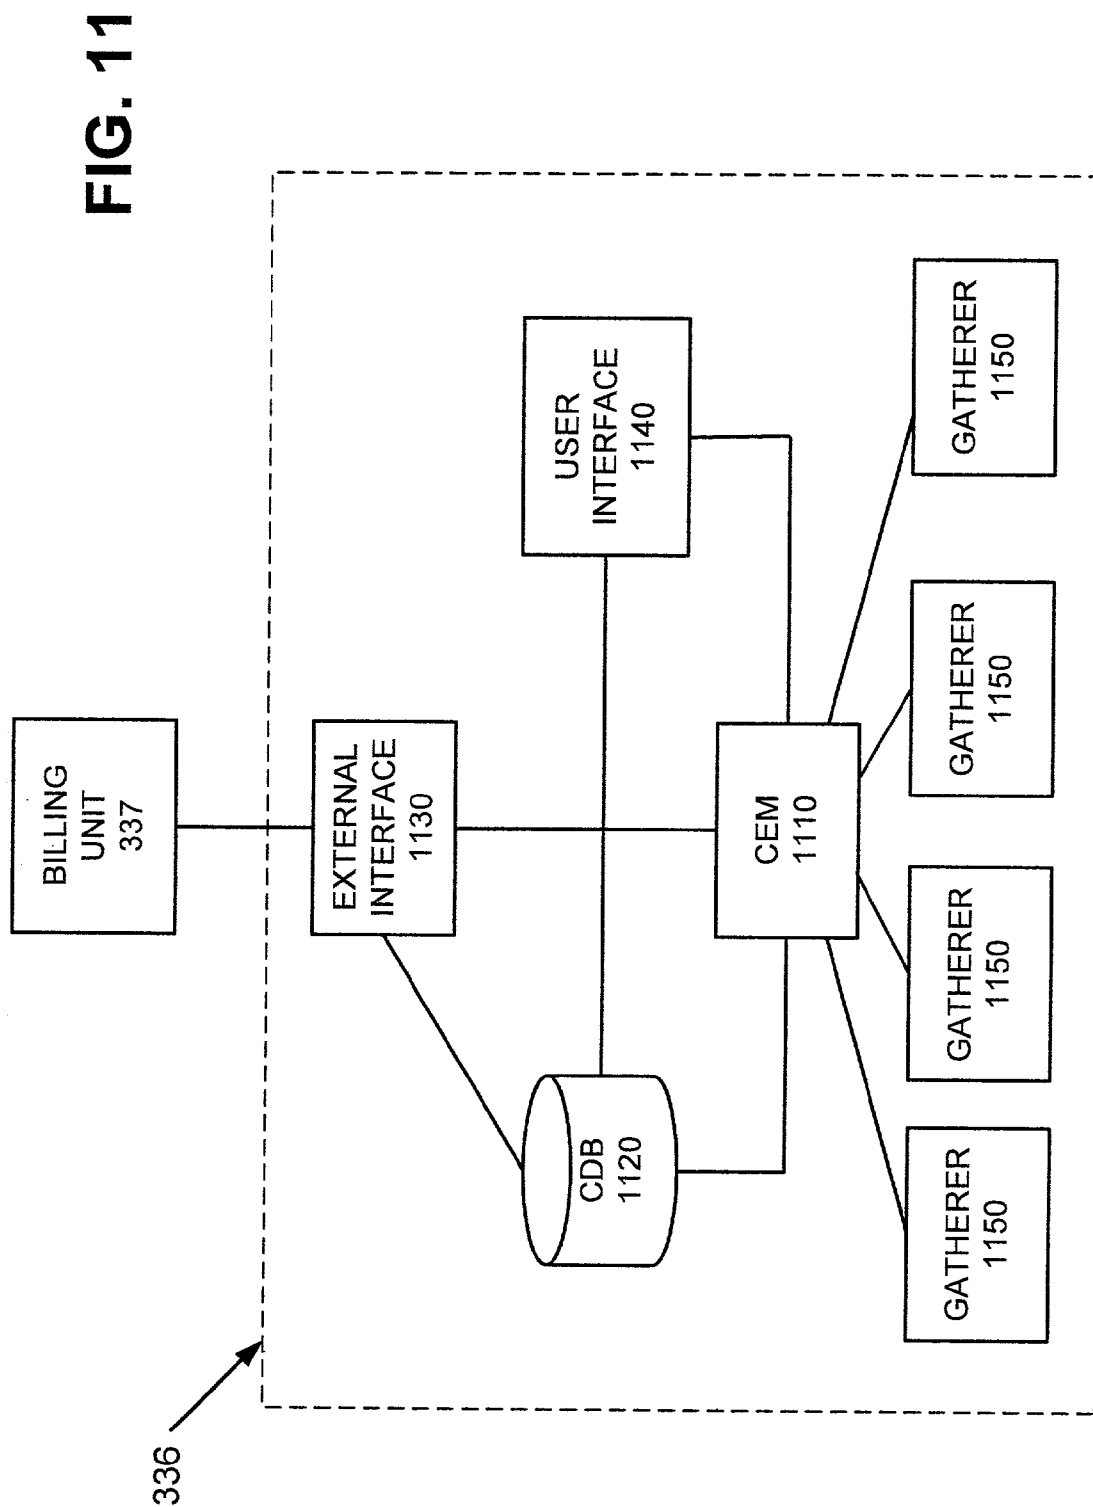 FIG. 11
336
BILLING
UNIT
337
EXTERNAL
INTERFACE
1130
CDB
1120
USER
INTERFACE
1140
CEM
1110
GATHERER
1150
GATHERER
1150
GATHERER
1150
GATHERER
1150